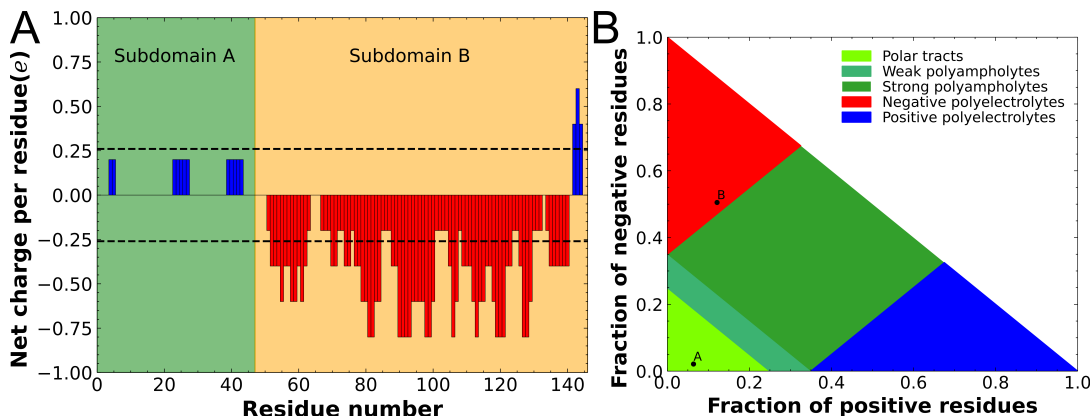 A
Subdomain A
Subdomain B
Net charge per residue(e)
1.00
0.75
0.50
0.25
0.00
−0.25
−0.50
−0.75
−1.00
0 20 40 60 80 100 120 140
Residue number
B
Polar tracts
Weak polyampholytes
Strong polyampholytes
Negative polyelectrolytes
Positive polyelectrolytes
Fraction of negative residues
1.0
0.8
0.6
0.4
0.2
0.0
B
A
0.0 0.2 0.4 0.6 0.8 1.0
Fraction of positive residues